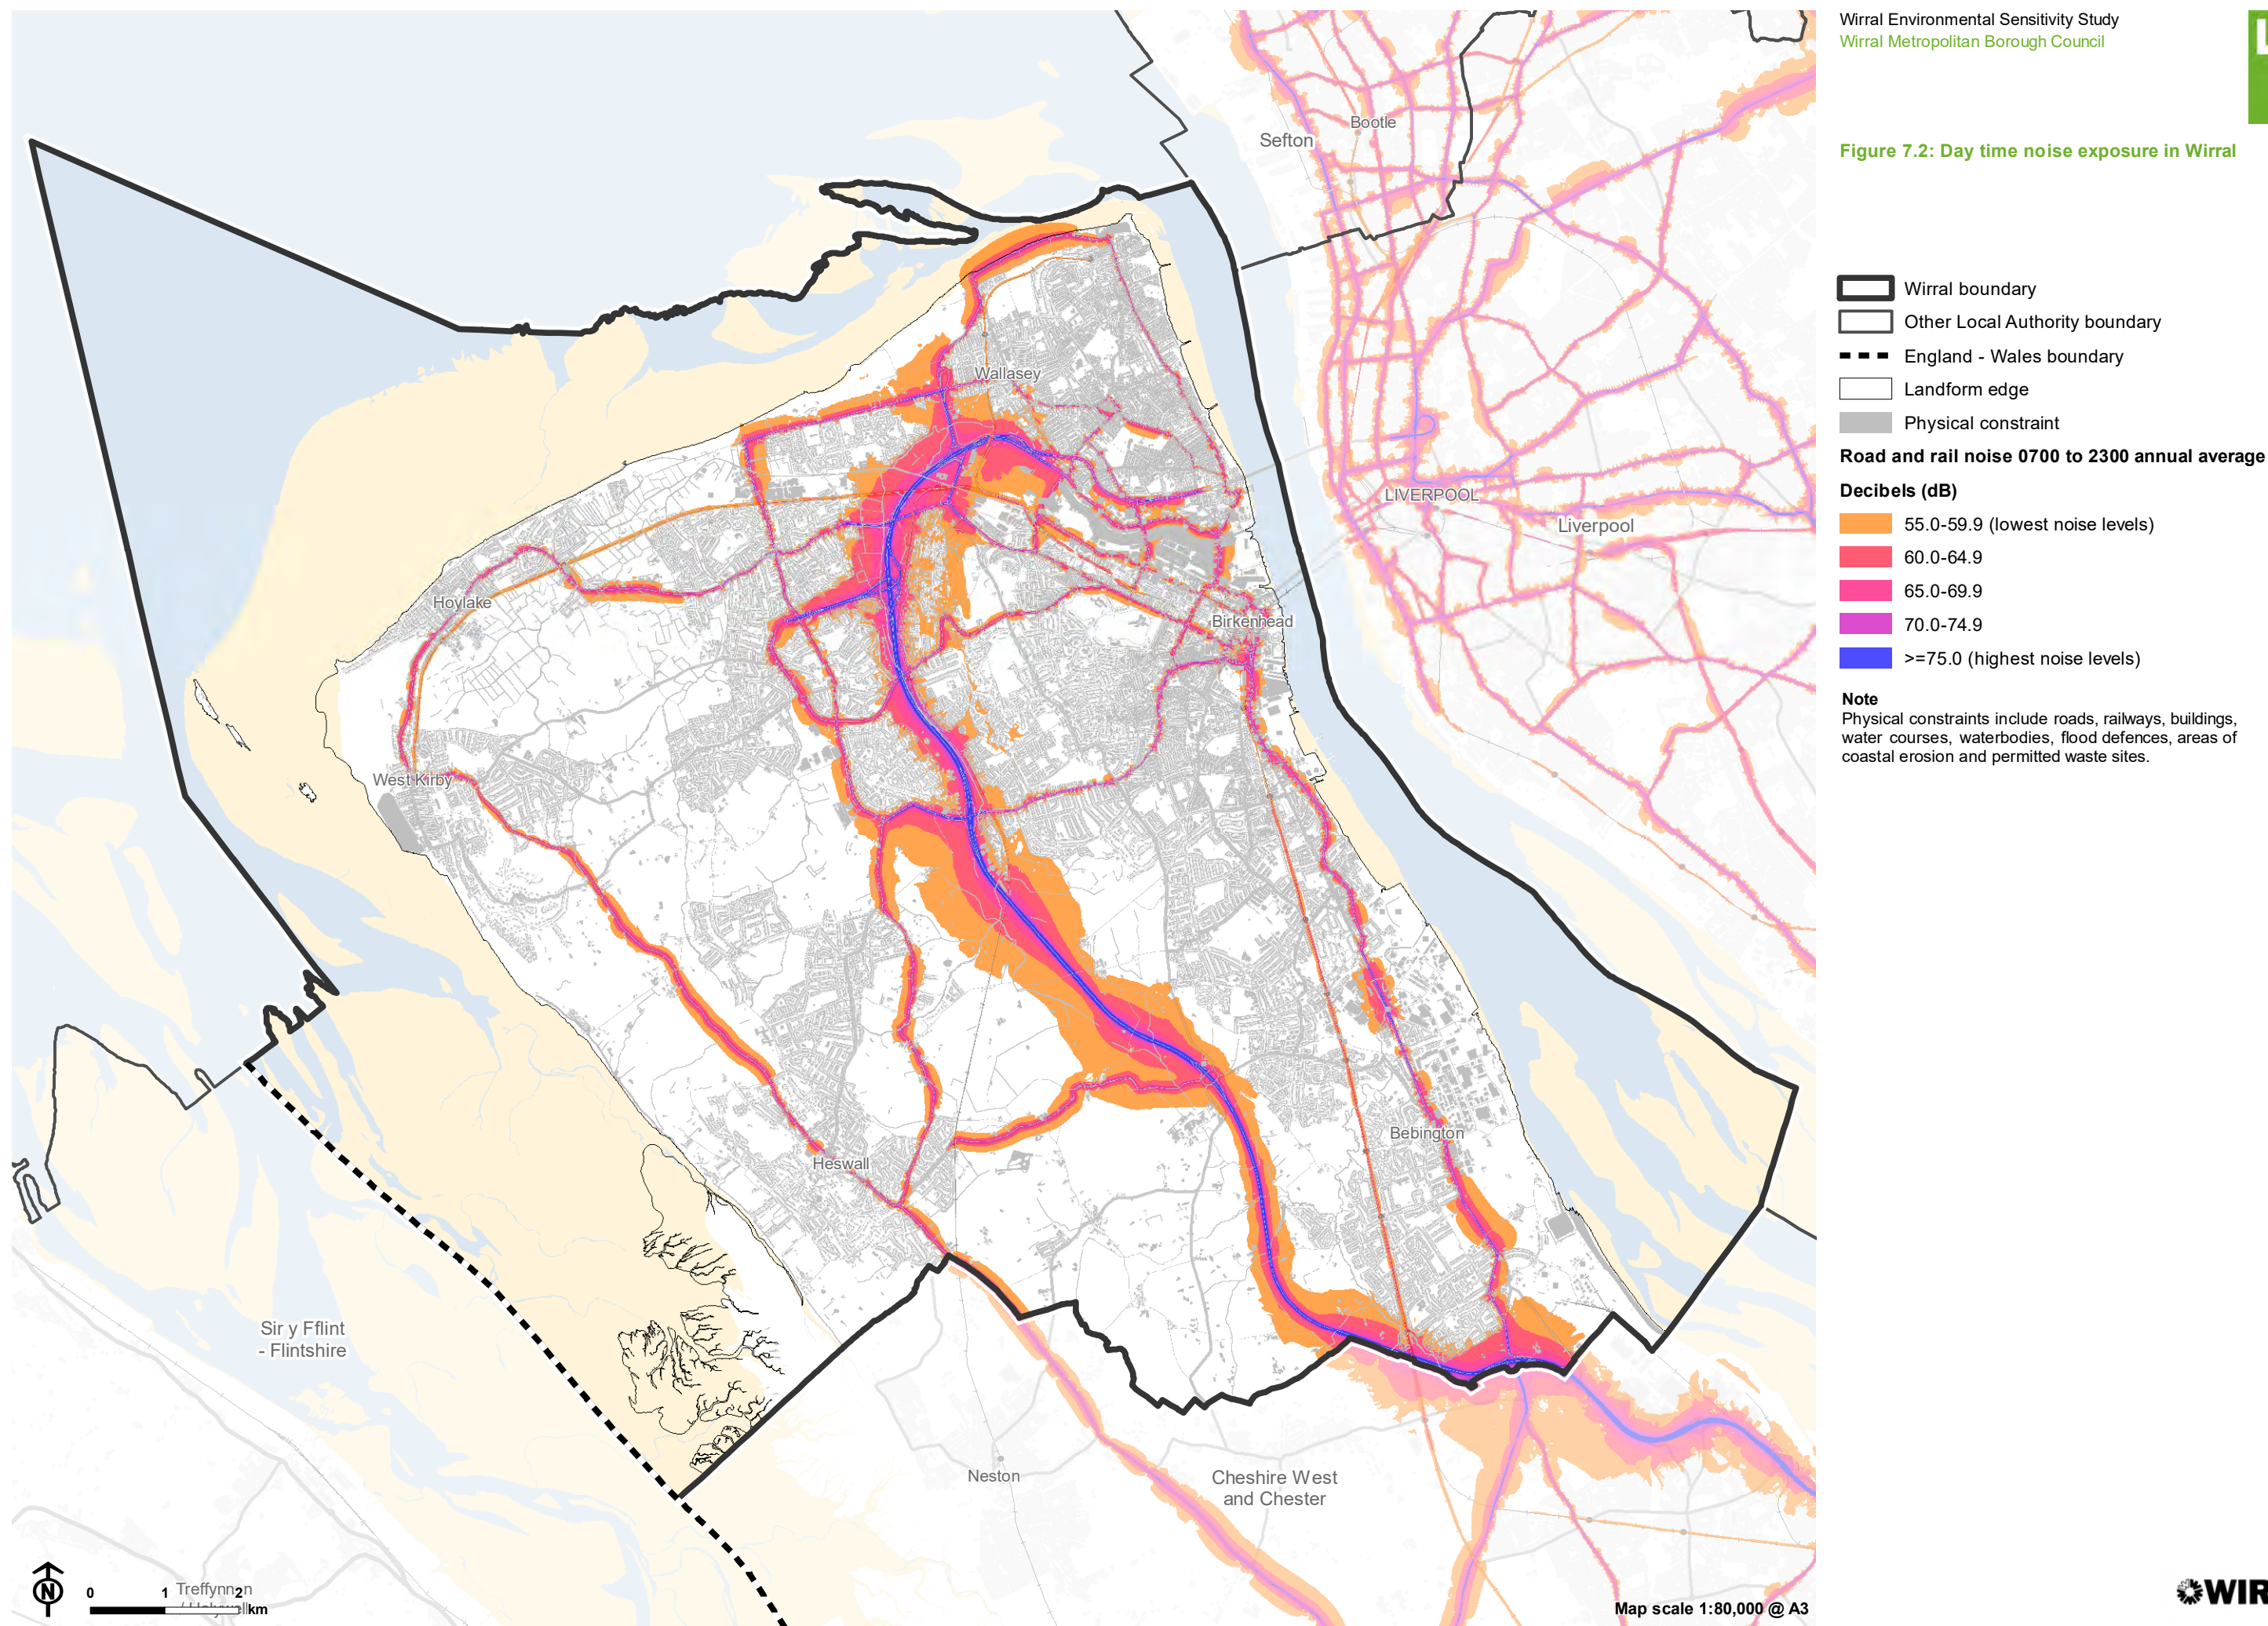 Wirral Environmental Sensitivity Study
Wirral Metropolitan Borough Council
Figure 7.2: Day time noise exposure in Wirral
Wirral boundary
Other Local Authority boundary
England - Wales boundary
Landform edge
Physical constraint
Road and rail noise 0700 to 2300 annual average
Decibels (dB)
55.0-59.9 (lowest noise levels)
60.0-64.9
65.0-69.9
70.0-74.9
>=75.0 (highest noise levels)
Note
Physical constraints include roads, railways, buildings,
water courses, waterbodies, flood defences, areas of
coastal erosion and permitted waste sites.
Bootle
Sefton
Wallasey
LIVERPOOL
Liverpool
Hoylake
Birkenhead
West Kirby
Bebington
Heswall
Sir y Fflint
- Flintshire
Neston
Cheshire West
and Chester
Treffynnon
N
0 1 2
km
Map scale 1:80,000 @ A3
WIR